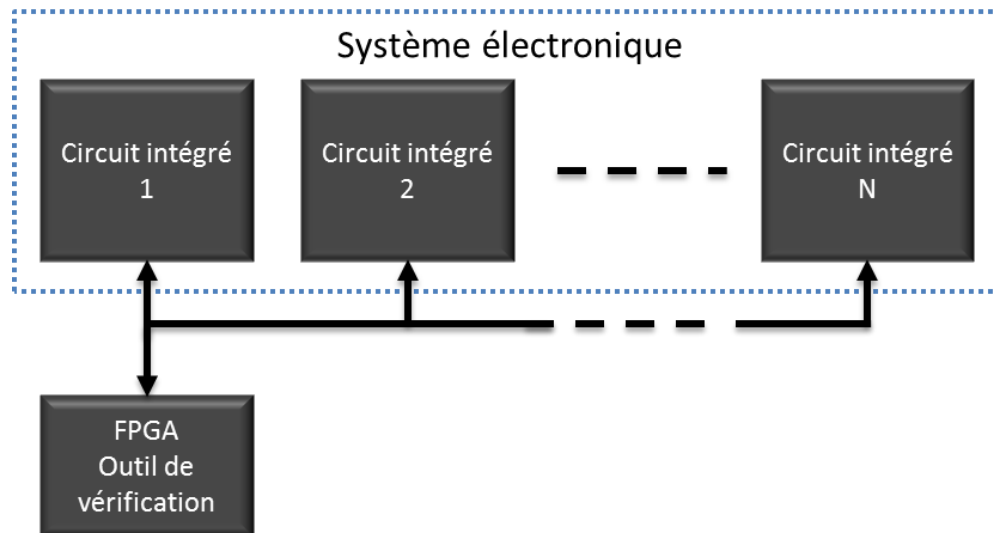 Système électronique
Circuit intégré
1
Circuit intégré
2
Circuit intégré
N
FPGA
Outil de
vérification